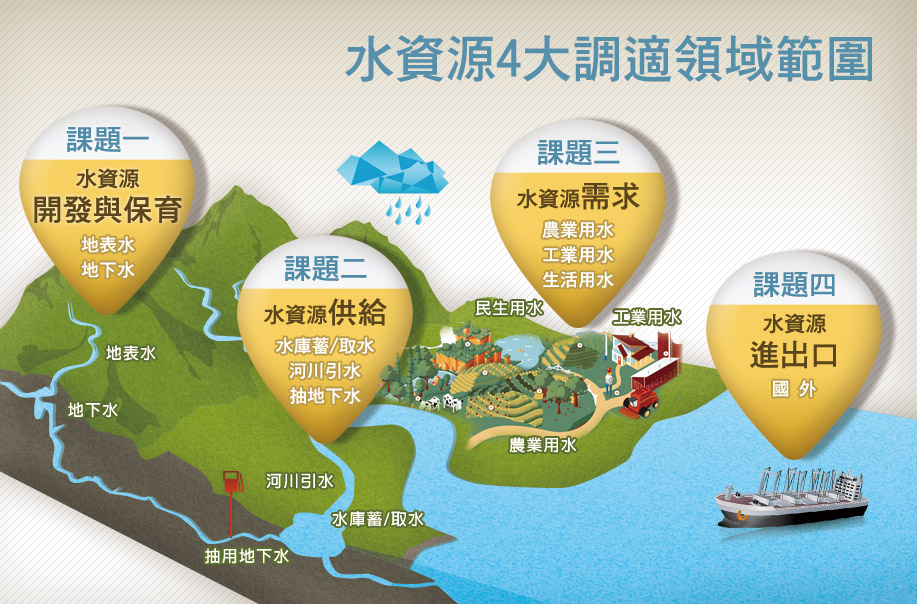 水資源4大調適領域範圍
課題一
水資源
開發與保育
地表水
地下水
課題二
水資源供給
水庫蓄/取水
河川引水
抽地下水
課題三
水資源需求
農業用水
工業用水
生活用水
課題四
水資源
進出口
國 外
民生用水
工業用水
農業用水
地表水
地下水
河川引水
水庫蓄/取水
抽用地下水